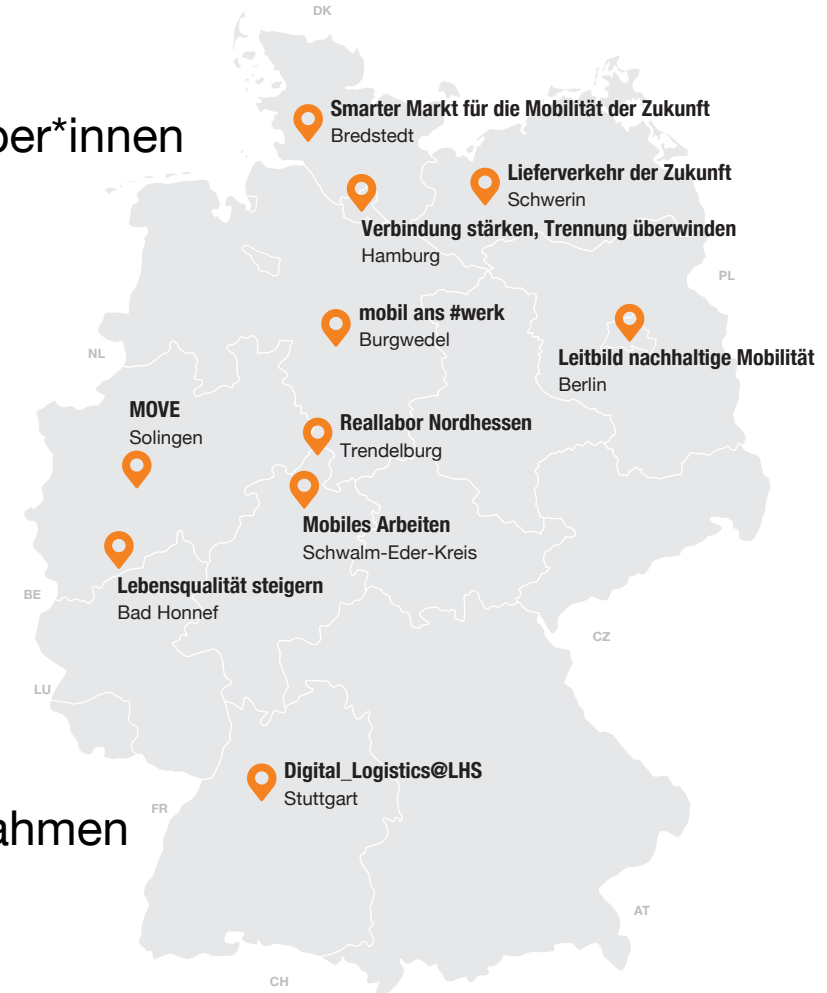 DK
Smarter Markt für die Mobilität der Zukunft
Bredstedt
ber*innen
Lieferverkehr der Zukunft
Schwerin
Verbindung stärken, Trennung überwinden
Hamburg
PL
mobil ans #werk
Burgwedel
NL
Leitbild nachhaltige Mobilität
Berlin
MOVE
Solingen
Reallabor Nordhessen
Trendelburg
Mobiles Arbeiten
Schwalm-Eder-Kreis
Lebensqualität steigern
Bad Honnef
BE
CZ
LU
Digital_Logistics@LHS
Stuttgart
FR
ahmen
AT
CH